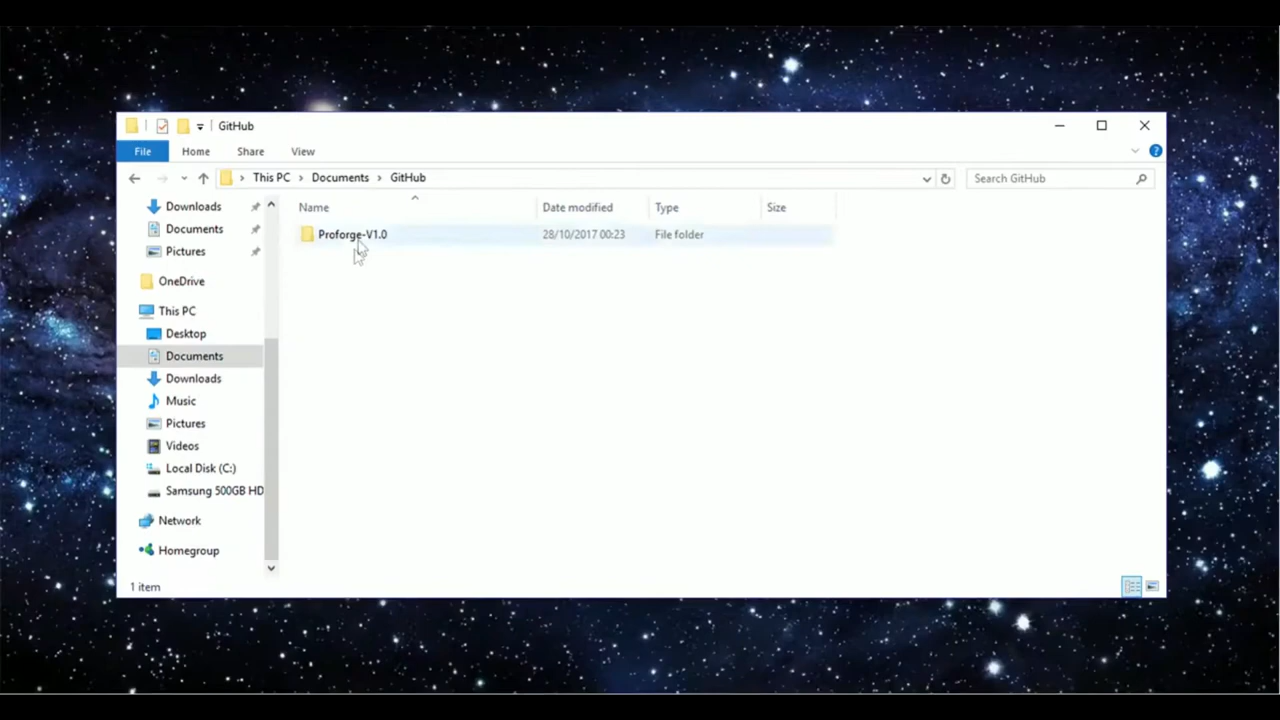 GitHub
File Home Share View
This PC > Documents > GitHub
Search GitHub
Downloads
Documents
Pictures
OneDrive
This PC
Desktop
Documents
Downloads
Music
Pictures
Videos
Local Disk (C:)
Samsung 500GB HD
Network
Homegroup
Name Date modified Type Size
Proforge-V1.0 28/10/2017 00:23 File folder
1 item